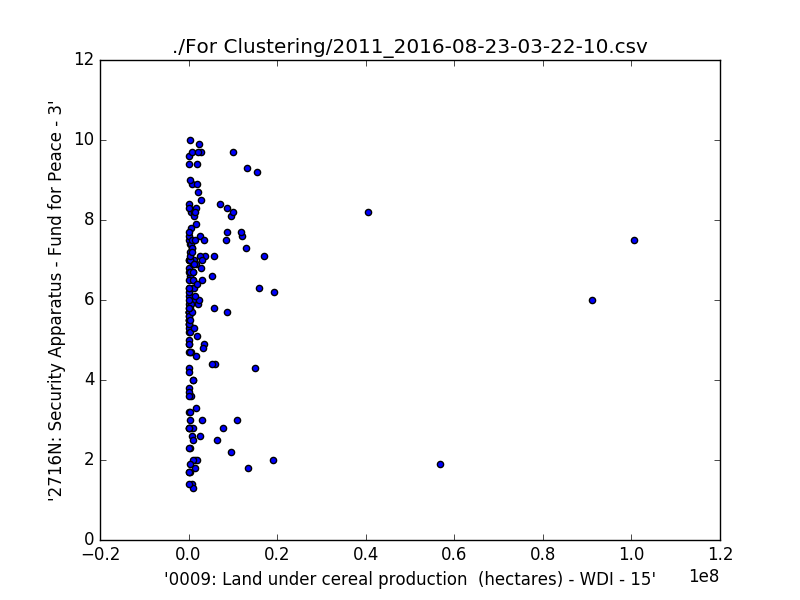 ./For Clustering/2011_2016-08-23-03-22-10.csv
12
10
8
6
4
2
0
'2716N: Security Apparatus - Fund for Peace - 3'
−0.2 0.0 0.2 0.4 0.6 0.8 1.0 1.2
1e8
'0009: Land under cereal production  (hectares) - WDI - 15'